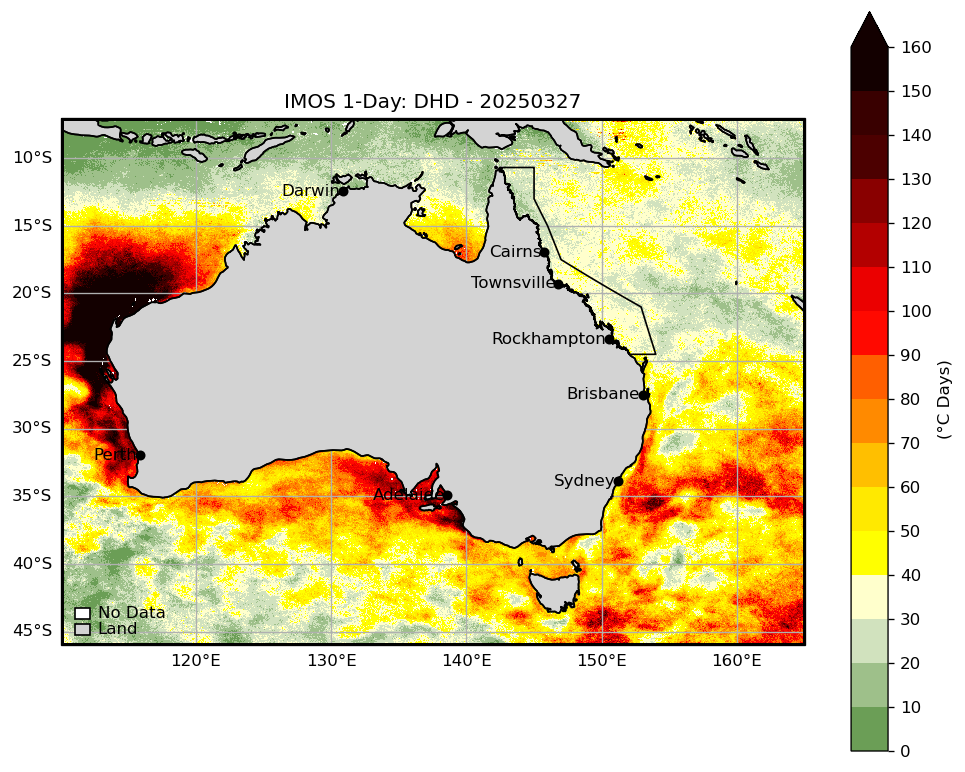 IMOS 1-Day: DHD - 20250327
160
150
140
130
120
110
100
90
80
70
60
50
40
30
20
10
0
(°C Days)
10°S
15°S
20°S
25°S
30°S
35°S
40°S
45°S
Darwin
Cairns
Townsville
Rockhampton
Brisbane
Perth
Sydney
Adelaide
No Data
Land
120°E
130°E
140°E
150°E
160°E